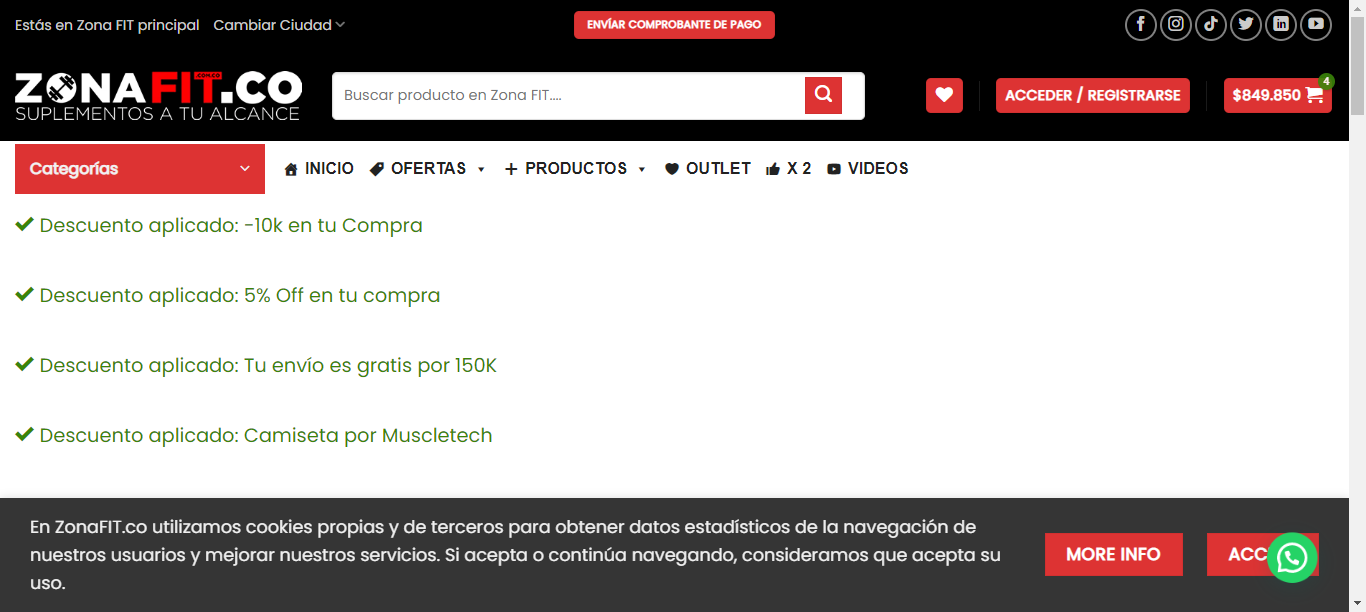 Estás en Zona FIT principal Cambiar Ciudad
ENVÍAR COMPROBANTE DE PAGO
ZONAFIT.CO
.COM.CO
SUPLEMENTOS A TU ALCANCE
Buscar producto en Zona FIT....
ACCEDER / REGISTRARSE
$849.850
4
Categorías
INICIO OFERTAS PRODUCTOS OUTLET X 2 VIDEOS
Descuento aplicado: -10k en tu Compra
Descuento aplicado: 5% Off en tu compra
Descuento aplicado: Tu envío es gratis por 150K
Descuento aplicado: Camiseta por Muscletech
En ZonaFIT.co utilizamos cookies propias y de terceros para obtener datos estadísticos de la navegación de
nuestros usuarios y mejorar nuestros servicios. Si acepta o continúa navegando, consideramos que acepta su
uso.
MORE INFO
ACC